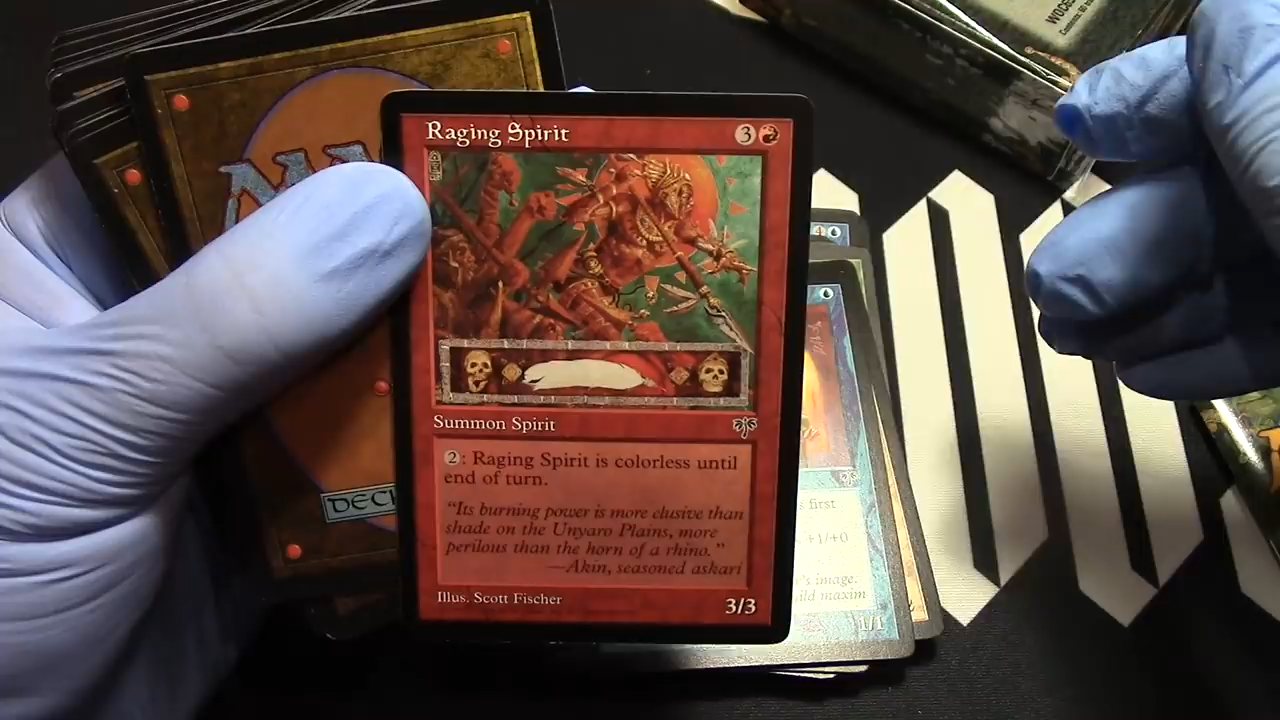 Raging Spirit
3
Summon Spirit
2: Raging Spirit is colorless until
end of turn.
"Its burning power is more elusive than
shade on the Unyaro Plains, more
perilous than the horn of a rhino."
—Akin, seasoned askari
Illus. Scott Fischer
3/3
DECK
4
s first
+1/+0
's image.
ild maxim
1/1